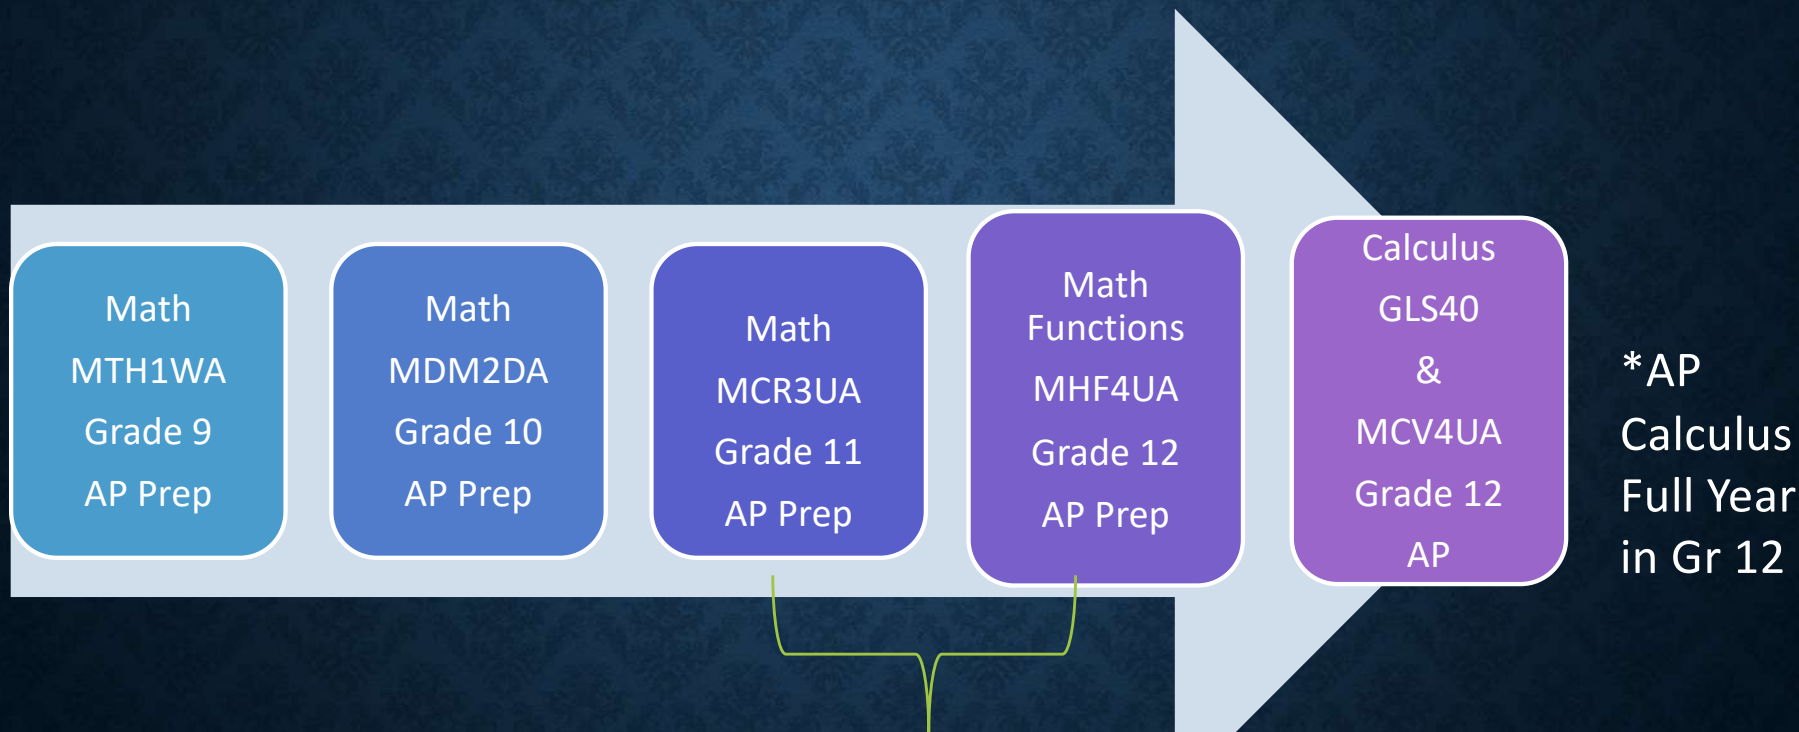 Math
MTH1WA
Grade 9
AP Prep
Math
MDM2DA
Grade 10
AP Prep
Math
MCR3UA
Grade 11
AP Prep
Math
Functions
MHF4UA
Grade 12
AP Prep
Calculus
GLS40
&
MCV4UA
Grade 12
AP
*AP
Calculus
Full Year
in Gr 12